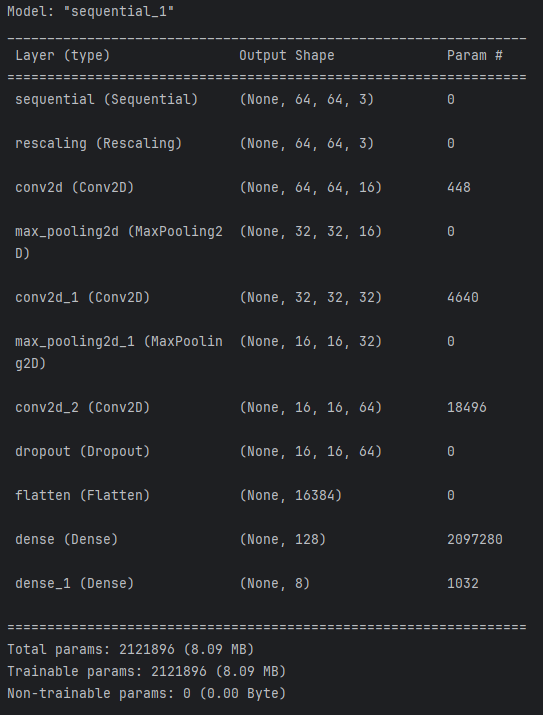 Model: "sequential_1"
_________________________________________________________________
Layer (type) Output Shape Param #
=================================================================
sequential (Sequential) (None, 64, 64, 3) 0
rescaling (Rescaling) (None, 64, 64, 3) 0
conv2d (Conv2D) (None, 64, 64, 16) 448
max_pooling2d (MaxPooling2 (None, 32, 32, 16) 0
D)
conv2d_1 (Conv2D) (None, 32, 32, 32) 4640
max_pooling2d_1 (MaxPoolin (None, 16, 16, 32) 0
g2D)
conv2d_2 (Conv2D) (None, 16, 16, 64) 18496
dropout (Dropout) (None, 16, 16, 64) 0
flatten (Flatten) (None, 16384) 0
dense (Dense) (None, 128) 2097280
dense_1 (Dense) (None, 8) 1032
=================================================================
Total params: 2121896 (8.09 MB)
Trainable params: 2121896 (8.09 MB)
Non-trainable params: 0 (0.00 Byte)